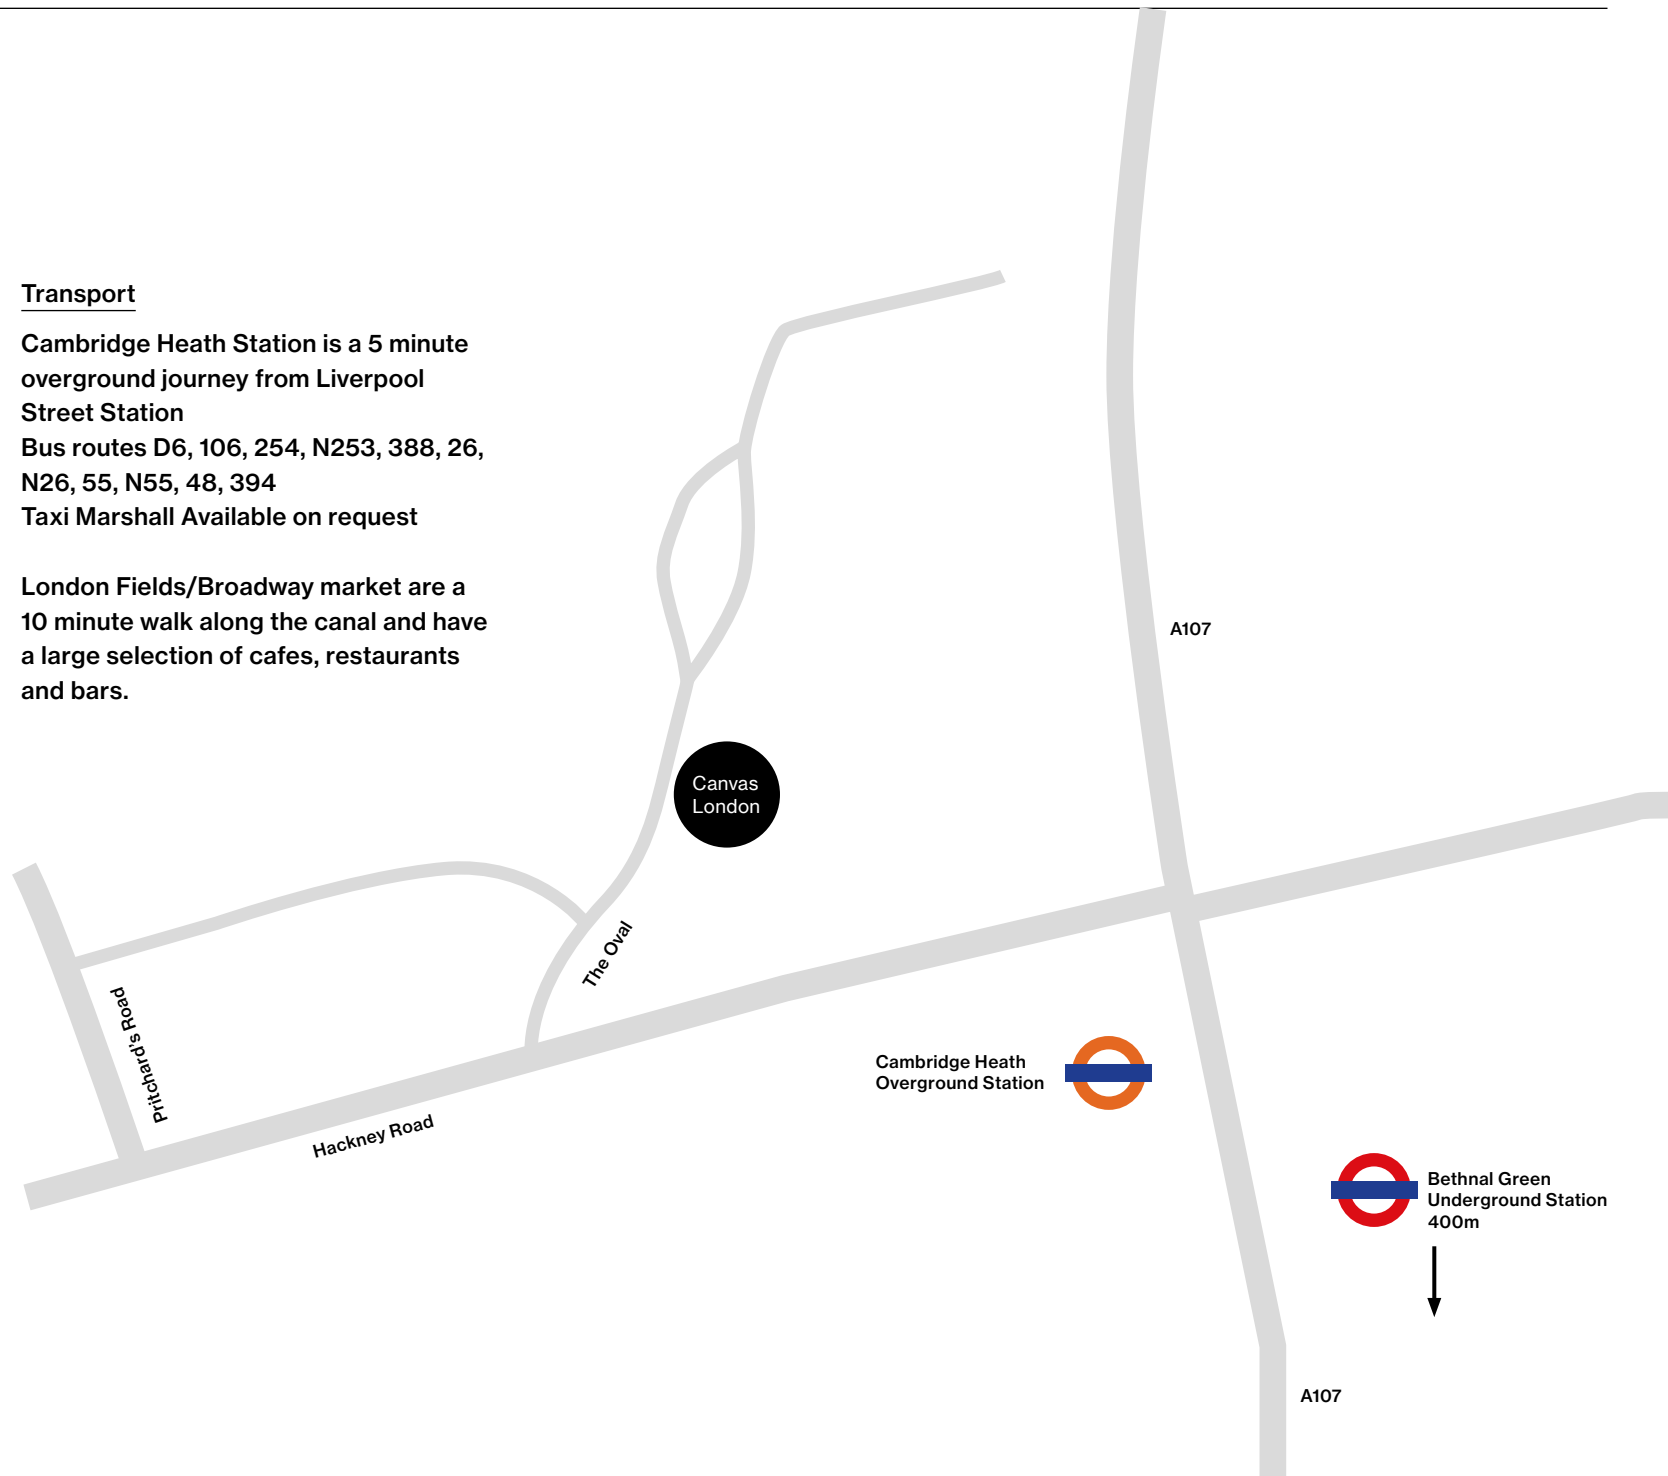 Transport
Cambridge Heath Station is a 5 minute
overground journey from Liverpool
Street Station
Bus routes D6, 106, 254, N253, 388, 26,
N26, 55, N55, 48, 394
Taxi Marshall Available on request
London Fields/Broadway market are a
10 minute walk along the canal and have
a large selection of cafes, restaurants
and bars.
A107
Canvas
London
The Oval
Pritchard's Road
Hackney Road
Cambridge Heath
Overground Station
Bethnal Green
Underground Station
400m
A107